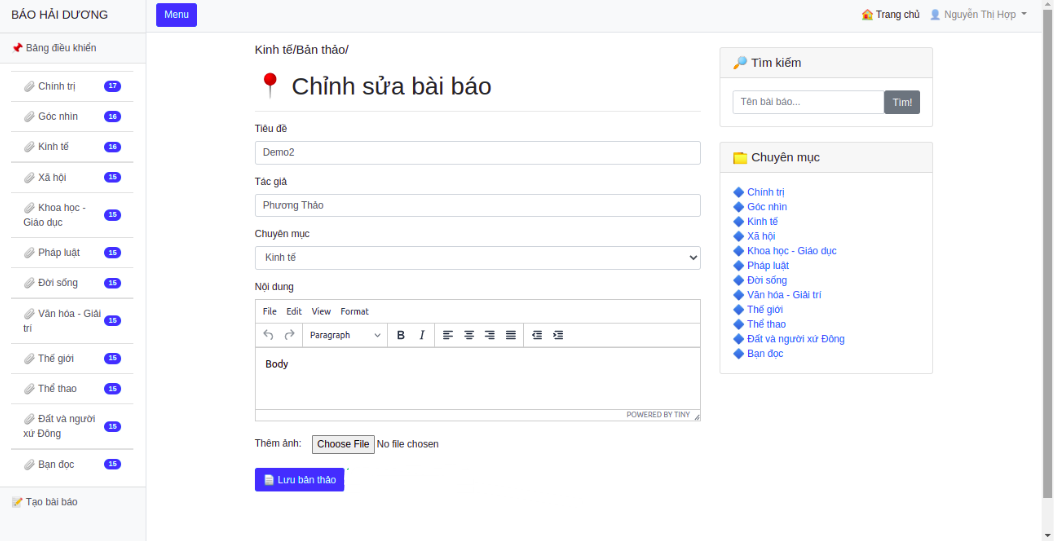 BÁO HẢI DƯƠNG
Menu
Trang chủ
Nguyễn Thị Hợp
Bảng điều khiển
Chính trị 17
Góc nhìn 16
Kinh tế 16
Xã hội 15
Khoa học -
Giáo dục 15
Pháp luật 15
Đời sống 15
Văn hóa - Giải
trí 15
Thế giới 15
Thể thao 15
Đất và người
xứ Đông 15
Bạn đọc 15
Tạo bài báo
Kinh tế/Bản thảo/
Chỉnh sửa bài báo
Tiêu đề
Demo2
Tác giả
Phương Thảo
Chuyên mục
Kinh tế
Nội dung
File Edit View Format
Paragraph B I
Body
POWERED BY TINY
Thêm ảnh: Choose File No file chosen
Lưu bản thảo
Tìm kiếm
Tên bài báo... Tìm!
Chuyên mục
Chính trị
Góc nhìn
Kinh tế
Xã hội
Khoa học - Giáo dục
Pháp luật
Đời sống
Văn hóa - Giải trí
Thế giới
Thể thao
Đất và người xứ Đông
Bạn đọc